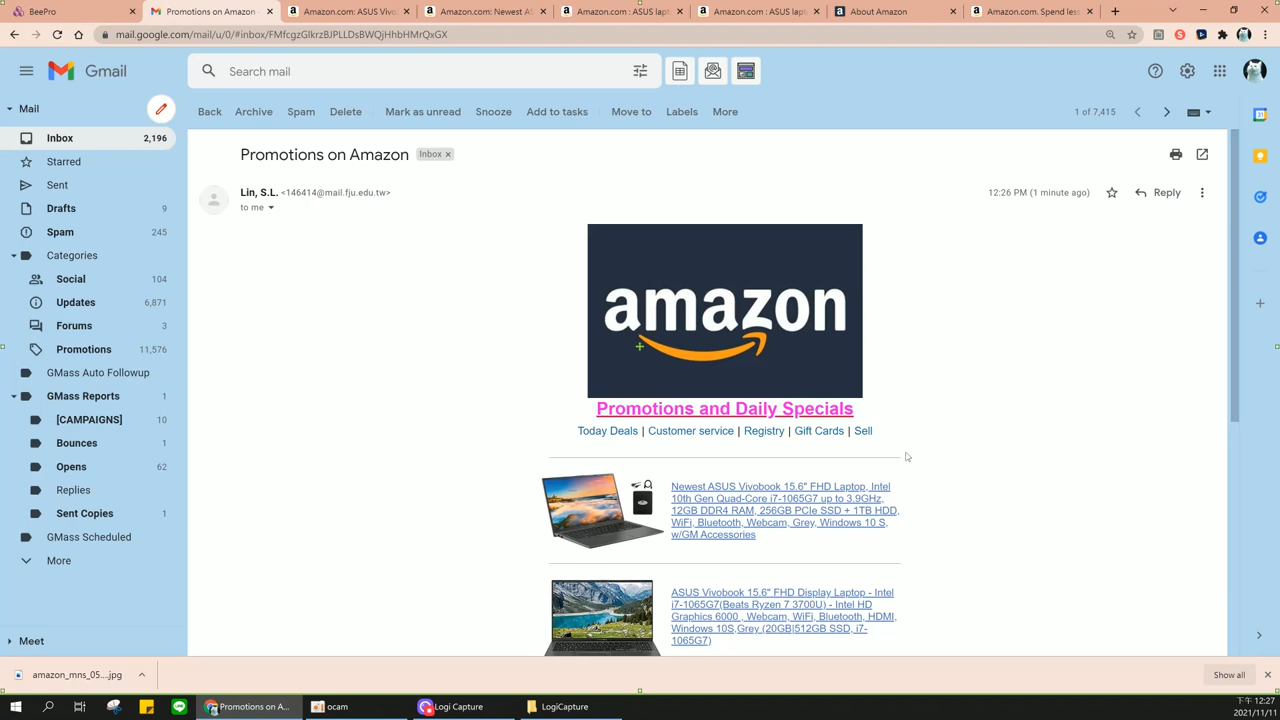 BeePro
Promotions on Amazon
Amazon.com: ASUS Vivo
Amazon.com: Newest AS
Amazon.com : ASUS lapt
Amazon.com : ASUS lapt
About Amazon
Amazon.com. Spend less
mail.google.com/mail/u/0/#inbox/FMfcgzGlkrzBJPLLDsBWQjHhbHMrQxGX
Gmail
Search mail
Mail
Back Archive Spam Delete Mark as unread Snooze Add to tasks Move to Labels More
1 of 7,415
Inbox 2,196
Starred
Sent
Drafts 9
Spam 245
Categories
Social 104
Updates 6,871
Forums 3
Promotions 11,576
GMass Auto Followup
GMass Reports 1
[CAMPAIGNS] 10
Bounces 1
Opens 62
Replies
Sent Copies 1
GMass Scheduled
More
Meet
Promotions on Amazon Inbox x
Lin, S.L. <146414@mail.fju.edu.tw>
to me
12:26 PM (1 minute ago)
Reply
amazon
Promotions and Daily Specials
Today Deals | Customer service | Registry | Gift Cards | Sell
Newest ASUS Vivobook 15.6" FHD Laptop, Intel
10th Gen Quad-Core i7-1065G7 up to 3.9GHz,
12GB DDR4 RAM, 256GB PCIe SSD + 1TB HDD,
WiFi, Bluetooth, Webcam, Grey, Windows 10 S,
w/GM Accessories
ASUS Vivobook 15.6" FHD Display Laptop - Intel
i7-1065G7(Beats Ryzen 7 3700U) - Intel HD
Graphics 6000 , Webcam, WiFi, Bluetooth, HDMI,
Windows 10S,Grey (20GB|512GB SSD, i7-
1065G7)
amazon_mns_05....jpg
Show all
Promotions on A...
ocam
Logi Capture
LogiCapture
下午 12:27
2021/11/11